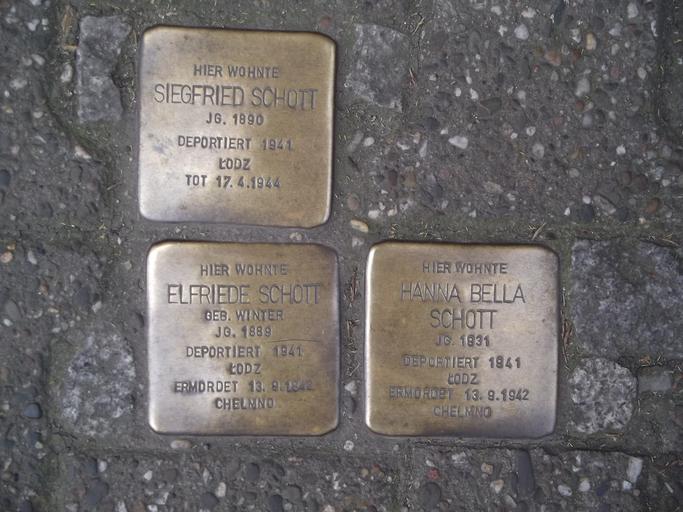 HIER WOHNTE
SIEGFRIED SCHOTT
JG. 1890
DEPORTIERT 1941
ŁODZ
TOT 17.4.1944
HIER WOHNTE
ELFRIEDE SCHOTT
GEB. WINTER
JG. 1889
DEPORTIERT 1941
ŁODZ
ERMORDET 13.9.1942
CHELMNO
HIER WOHNTE
HANNA BELLA
SCHOTT
JG. 1931
DEPORTIERT 1941
ŁODZ
ERMORDET 13.9.1942
CHELMNO